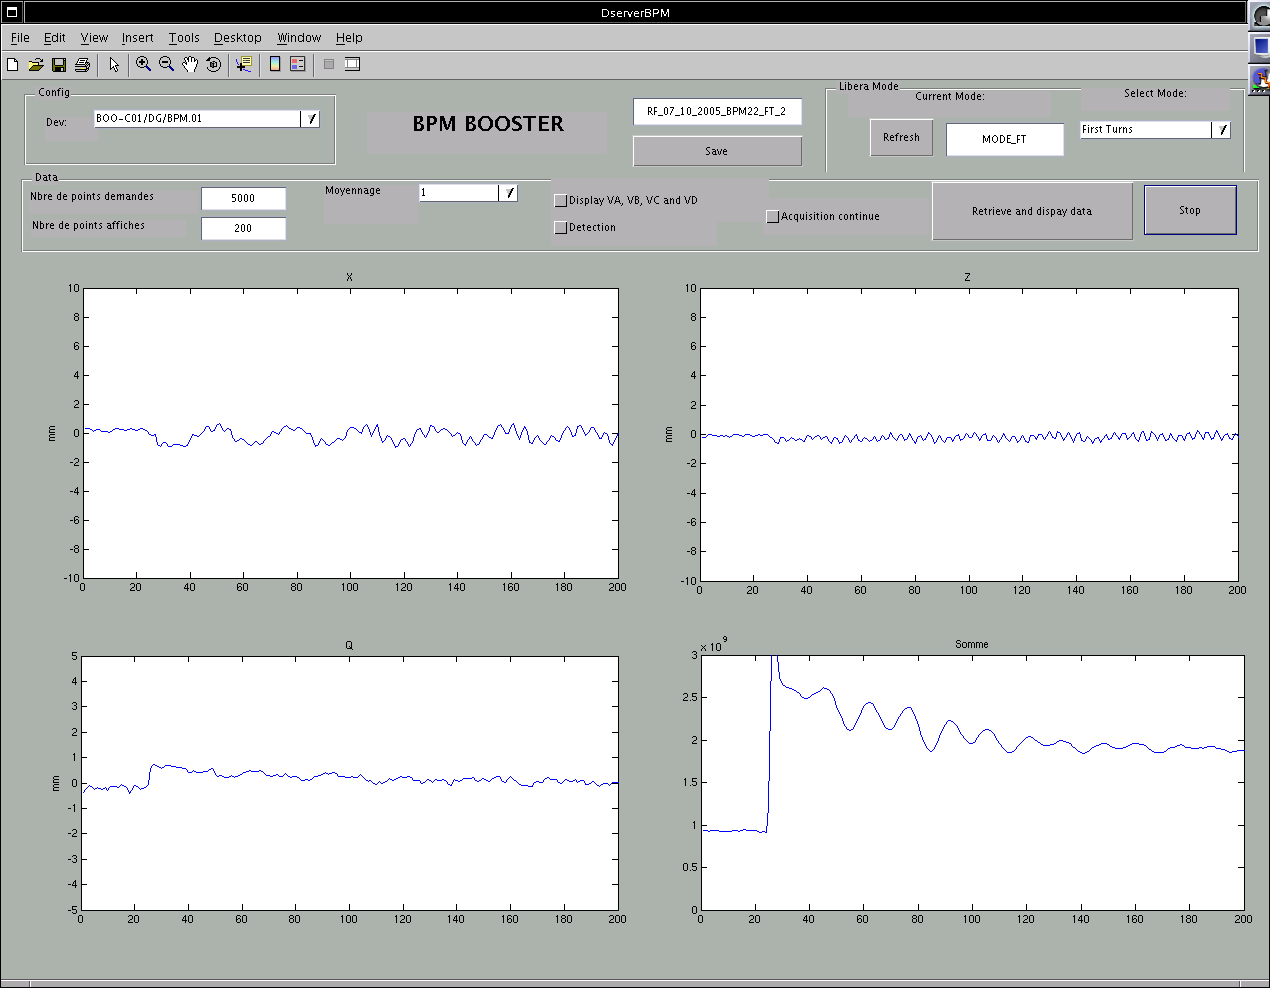 DserverBPM
File Edit View Insert Tools Desktop Window Help
Config
Dev: BOO-C01/DG/BPM.01
BPM BOOSTER
RF_07_10_2005_BPM22_FT_2
Save
Libera Mode
Current Mode:
Select Mode:
Refresh
MODE_FT
First Turns
Data
Nbre de points demandes 5000
Nbre de points affiches 200
Moyennage 1
Display VA, VB, VC and VD
Detection
Acquisition continue
Retrieve and dispay data
Stop
X
10
8
6
4
2
0
-2
-4
-6
-8
-10
mm
0 20 40 60 80 100 120 140 160 180 200
Z
10
8
6
4
2
0
-2
-4
-6
-8
-10
mm
0 20 40 60 80 100 120 140 160 180 200
Q
5
4
3
2
1
0
-1
-2
-3
-4
-5
mm
0 20 40 60 80 100 120 140 160 180 200
Somme
x 10^9
3
2.5
2
1.5
1
0.5
0
0 20 40 60 80 100 120 140 160 180 200